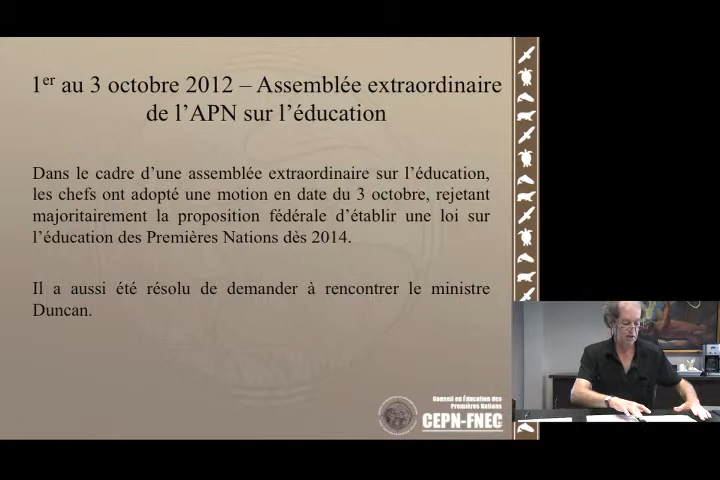 1er au 3 octobre 2012 – Assemblée extraordinaire
de l'APN sur l'éducation
Dans le cadre d'une assemblée extraordinaire sur l'éducation,
les chefs ont adopté une motion en date du 3 octobre, rejetant
majoritairement la proposition fédérale d'établir une loi sur
l'éducation des Premières Nations dès 2014.
Il a aussi été résolu de demander à rencontrer le ministre
Duncan.
Conseil en Éducation des
Premières Nations
CEPN-FNEC